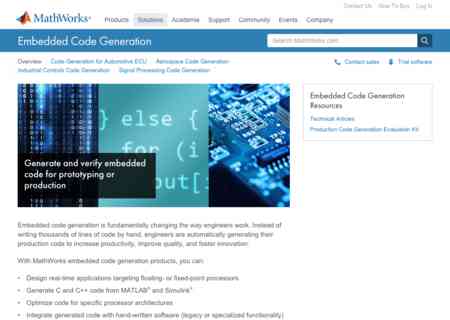 Contact Us How To Buy Log In
MathWorks®
Products Solutions Academia Support Community Events Company
Embedded Code Generation
Search MathWorks.com
Overview Code Generation for Automotive ECU Aerospace Code Generation
Industrial Controls Code Generation Signal Processing Code Generation
Contact sales Trial software
} else {
for (i
out[i
Generate and verify embedded
code for prototyping or
production
Embedded Code Generation
Resources
Technical Articles
Production Code Generation Evaluation Kit
Embedded code generation is fundamentally changing the way engineers work. Instead of
writing thousands of lines of code by hand, engineers are automatically generating their
production code to increase productivity, improve quality, and foster innovation.
With MathWorks embedded code generation products, you can:
• Design real-time applications targeting floating- or fixed-point processors
• Generate C and C++ code from MATLAB® and Simulink®
• Optimize code for specific processor architectures
• Integrate generated code with hand-written software (legacy or specialized functionality)